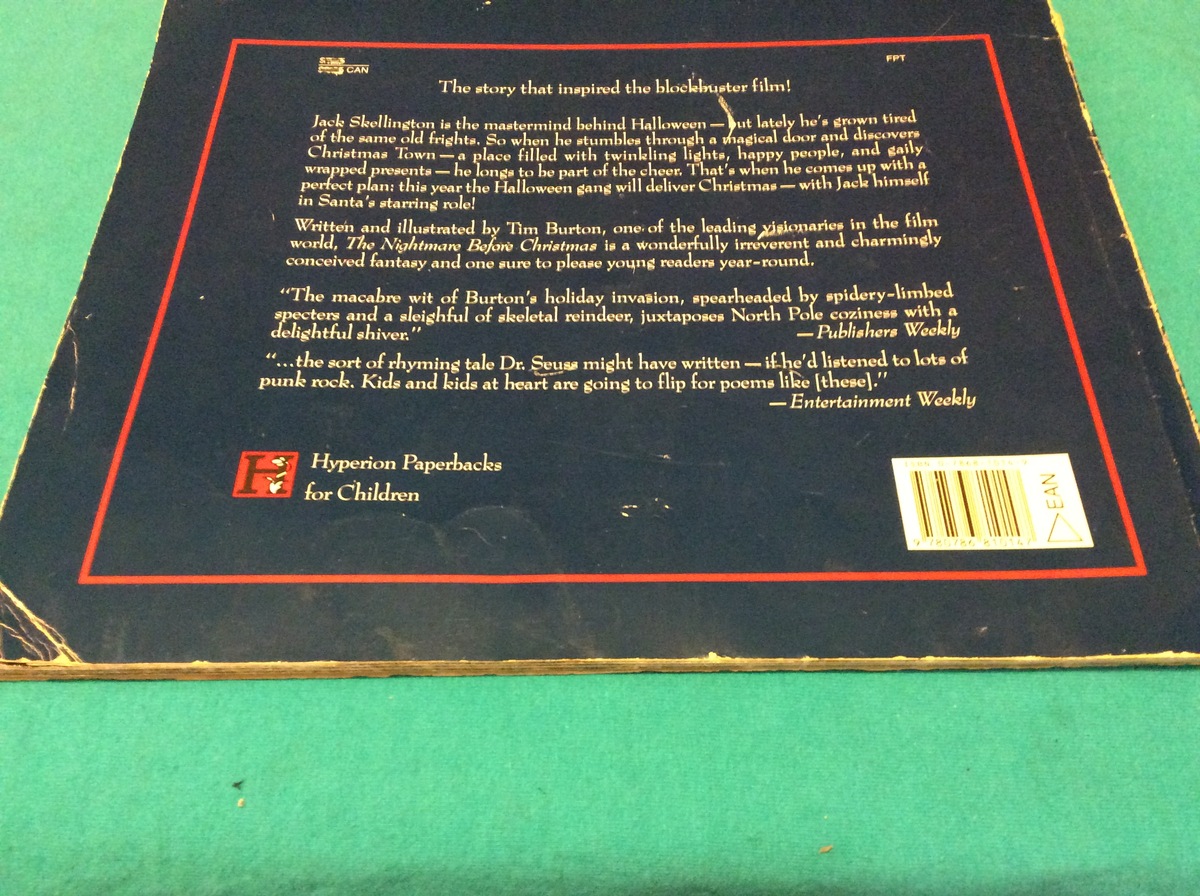 CAN
FPT
The story that inspired the blockbuster film!
Jack Skellington is the mastermind behind Halloween — but lately he's grown tired
of the same old frights. So when he stumbles through a magical door and discovers
Christmas Town — a place filled with twinkling lights, happy people, and gaily
wrapped presents — he longs to be part of the cheer. That's when he comes up with a
perfect plan: this year the Halloween gang will deliver Christmas — with Jack himself
in Santa's starring role!
Written and illustrated by Tim Burton, one of the leading visionaries in the film
world, The Nightmare Before Christmas is a wonderfully irreverent and charmingly
conceived fantasy and one sure to please young readers year-round.
"The macabre wit of Burton's holiday invasion, spearheaded by spidery-limbed
specters and a sleighful of skeletal reindeer, juxtaposes North Pole coziness with a
delightful shiver."
— Publishers Weekly
"...the sort of rhyming tale Dr. Seuss might have written — if he'd listened to lots of
punk rock. Kids and kids at heart are going to flip for poems like [these]."
— Entertainment Weekly
H
Hyperion Paperbacks
for Children
ISBN
EAN
9 780786 810147